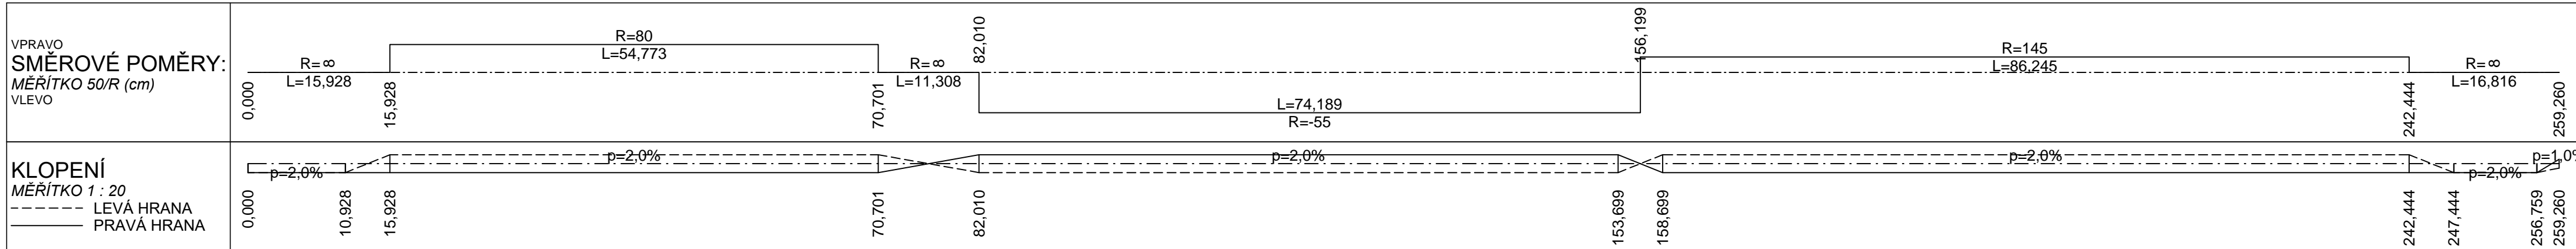 VPRAVO
SMĚROVÉ POMĚRY:
MĚŘÍTKO 50/R (cm)
VLEVO
R=∞
L=15,928
R=80
L=54,773
R=∞
L=11,308
L=74,189
R=-55
R=145
L=86,245
R=∞
L=16,816
0,000
15,928
70,701
82,010
156,199
242,444
259,260
KLOPENÍ
MĚŘÍTKO 1 : 20
LEVÁ HRANA
PRAVÁ HRANA
p=2,0%
p=2,0%
p=2,0%
p=2,0%
p=2,0%
p=1,0%
0,000
10,928
15,928
70,701
82,010
153,699
158,699
242,444
247,444
256,759
259,260